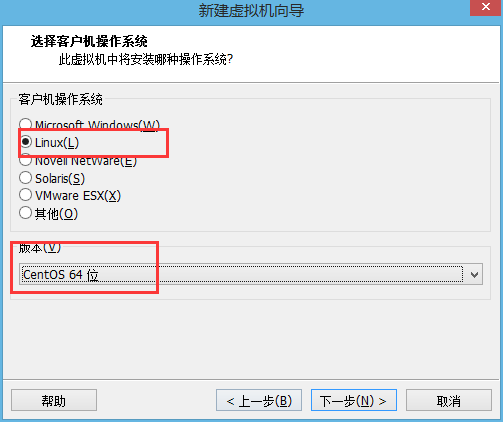 新建虚拟机向导
选择客户机操作系统
此虚拟机中将安装哪种操作系统?
客户机操作系统
Microsoft Windows(W)
Linux(L)
Novell NetWare(E)
Solaris(S)
VMware ESX(X)
其他(O)
版本(V)
CentOS 64 位
帮助
< 上一步(B)
下一步(N) >
取消